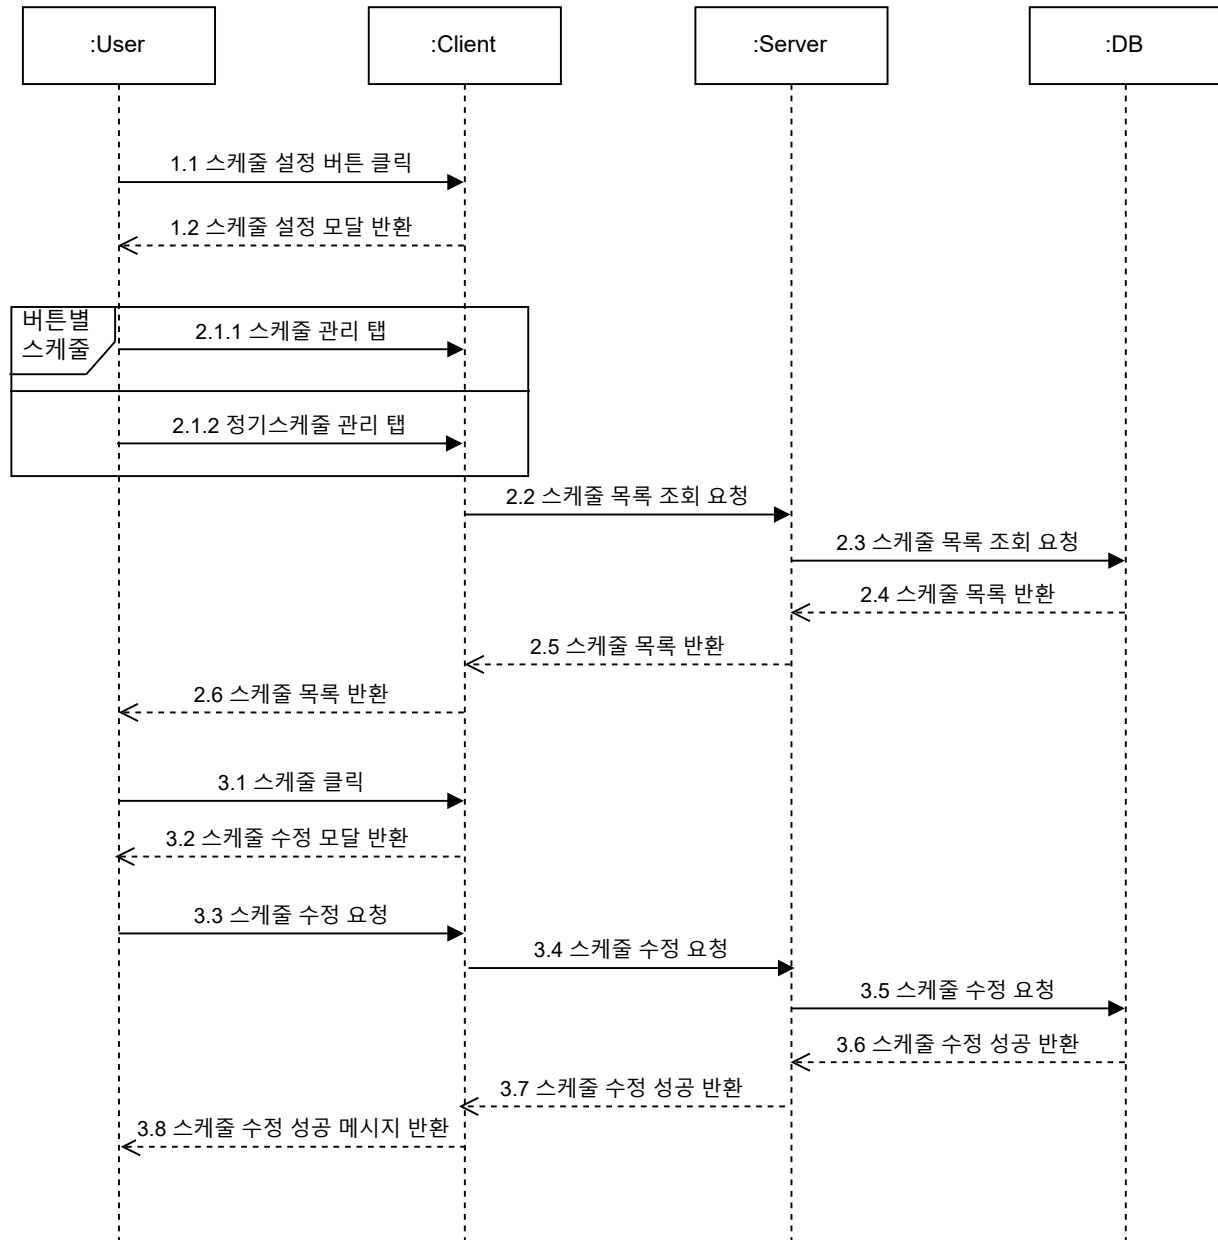 :User
:Client
:Server
:DB
1.1 스케줄 설정 버튼 클릭
1.2 스케줄 설정 모달 반환
버튼별
스케줄
2.1.1 스케줄 관리 탭
2.1.2 정기스케줄 관리 탭
2.2 스케줄 목록 조회 요청
2.3 스케줄 목록 조회 요청
2.4 스케줄 목록 반환
2.5 스케줄 목록 반환
2.6 스케줄 목록 반환
3.1 스케줄 클릭
3.2 스케줄 수정 모달 반환
3.3 스케줄 수정 요청
3.4 스케줄 수정 요청
3.5 스케줄 수정 요청
3.6 스케줄 수정 성공 반환
3.7 스케줄 수정 성공 반환
3.8 스케줄 수정 성공 메시지 반환